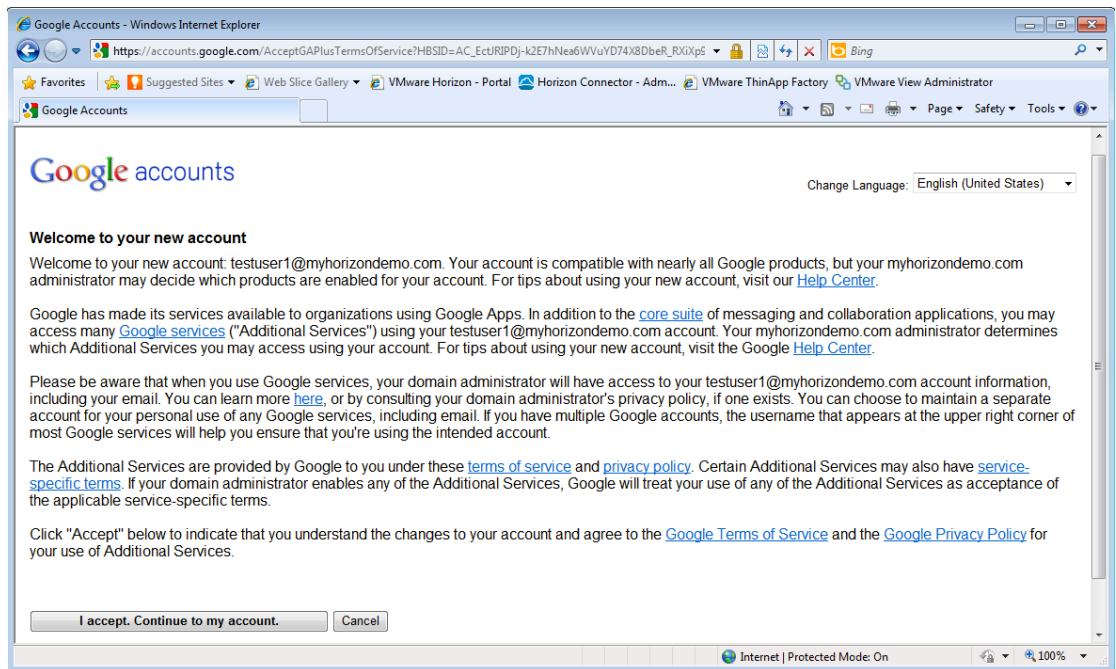 Google Accounts - Windows Internet Explorer
https://accounts.google.com/AcceptGAPlusTermsOfService?HBSID=AC_EctJRIPDj-k2E7hNea6WVuYD74X8DbeR_RXiXpS
Bing
Favorites Suggested Sites Web Slice Gallery VMware Horizon - Portal Horizon Connector - Adm... VMware ThinApp Factory VMware View Administrator
Google Accounts Page Safety Tools
Google accounts
Change Language: English (United States)
Welcome to your new account
Welcome to your new account: testuser1@myhorizondemo.com. Your account is compatible with nearly all Google products, but your myhorizondemo.com
administrator may decide which products are enabled for your account. For tips about using your new account, visit our Help Center.
Google has made its services available to organizations using Google Apps. In addition to the core suite of messaging and collaboration applications, you may
access many Google services ("Additional Services") using your testuser1@myhorizondemo.com account. Your myhorizondemo.com administrator determines
which Additional Services you may access using your account. For tips about using your new account, visit the Google Help Center.
Please be aware that when you use Google services, your domain administrator will have access to your testuser1@myhorizondemo.com account information,
including your email. You can learn more here, or by consulting your domain administrator's privacy policy, if one exists. You can choose to maintain a separate
account for your personal use of any Google services, including email. If you have multiple Google accounts, the username that appears at the upper right corner of
most Google services will help you ensure that you're using the intended account.
The Additional Services are provided by Google to you under these terms of service and privacy policy. Certain Additional Services may also have service-
specific terms. If your domain administrator enables any of the Additional Services, Google will treat your use of any of the Additional Services as acceptance of
the applicable service-specific terms.
Click "Accept" below to indicate that you understand the changes to your account and agree to the Google Terms of Service and the Google Privacy Policy for
your use of Additional Services.
I accept. Continue to my account. Cancel
Internet | Protected Mode: On 100%